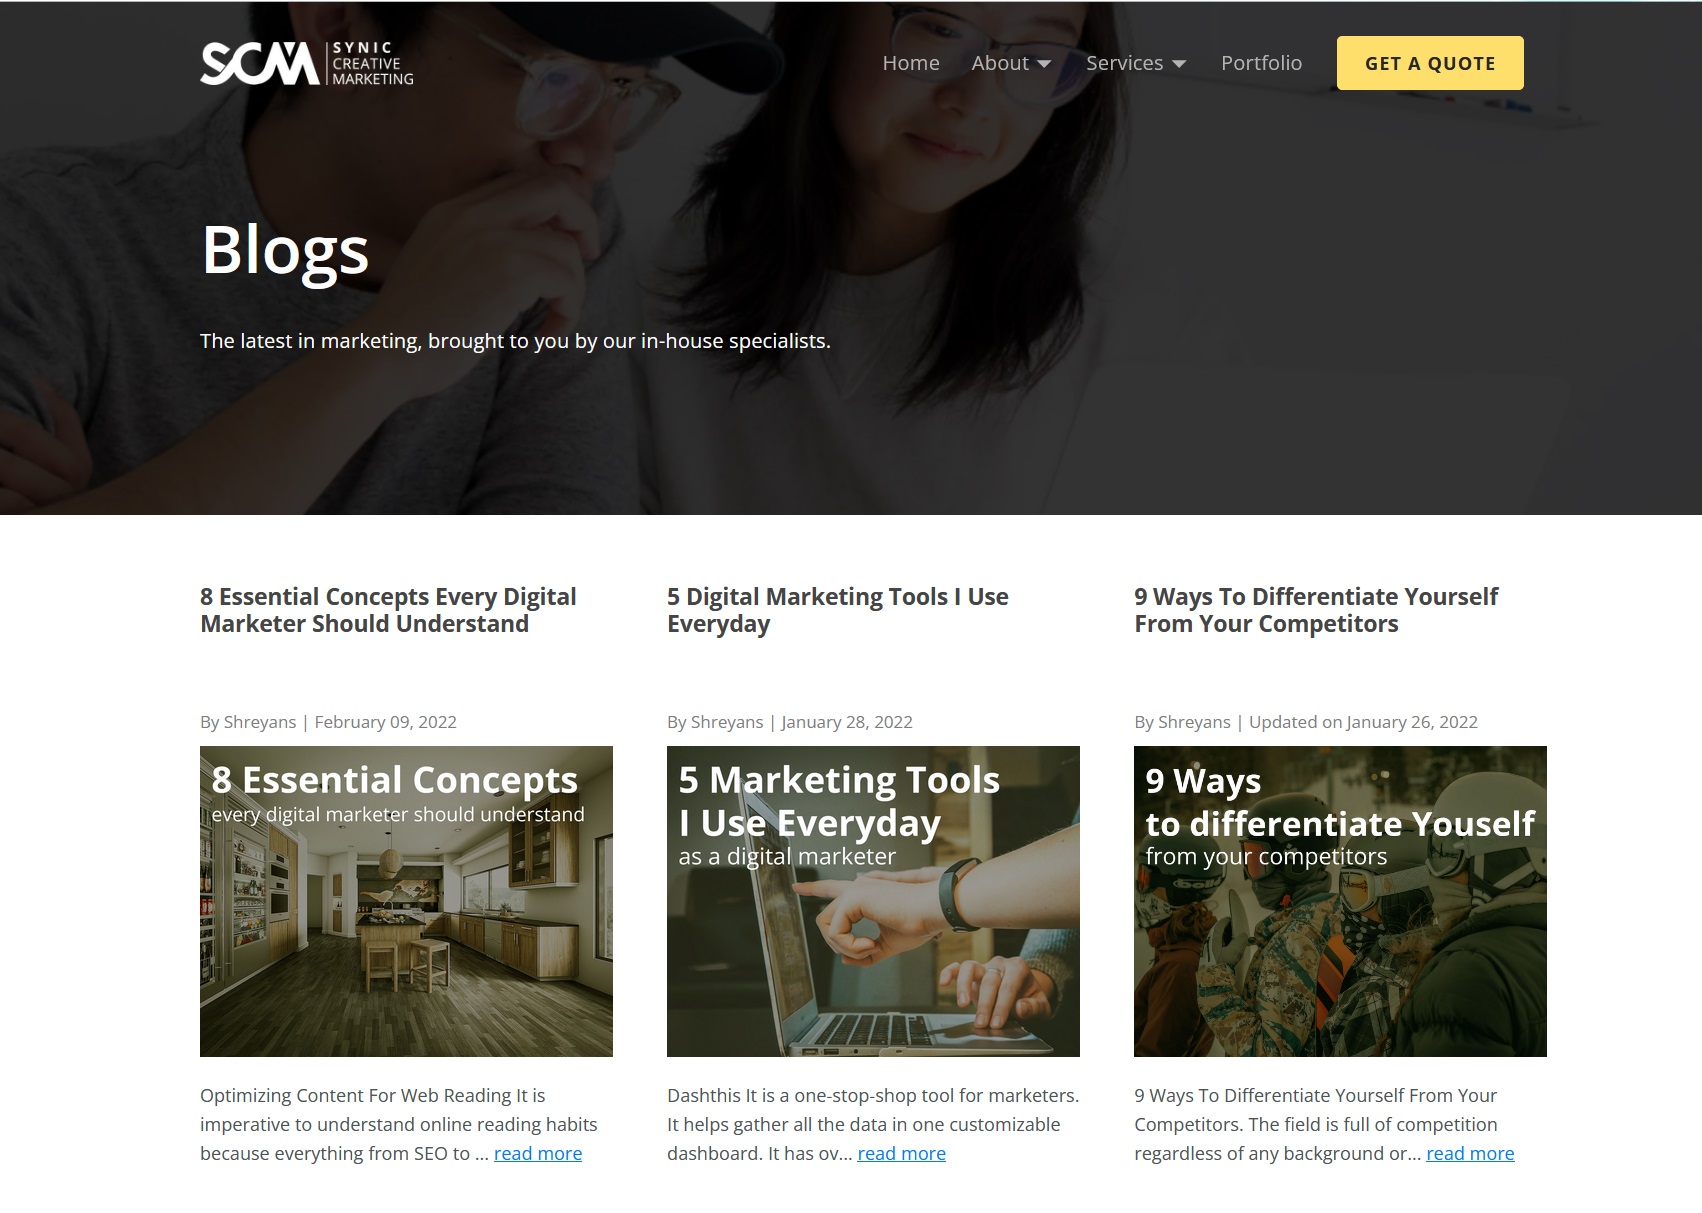 SCM SYNIC
CREATIVE
MARKETING
Home About Services Portfolio GET A QUOTE
Blogs
The latest in marketing, brought to you by our in-house specialists.
8 Essential Concepts Every Digital
Marketer Should Understand
By Shreyans | February 09, 2022
8 Essential Concepts
every digital marketer should understand
Optimizing Content For Web Reading It is
imperative to understand online reading habits
because everything from SEO to ... read more
5 Digital Marketing Tools I Use
Everyday
By Shreyans | January 28, 2022
5 Marketing Tools
I Use Everyday
as a digital marketer
Dashthis It is a one-stop-shop tool for marketers.
It helps gather all the data in one customizable
dashboard. It has ov... read more
9 Ways To Differentiate Yourself
From Your Competitors
By Shreyans | Updated on January 26, 2022
9 Ways
to differentiate Youself
from your competitors
9 Ways To Differentiate Yourself From Your
Competitors. The field is full of competition
regardless of any background or... read more